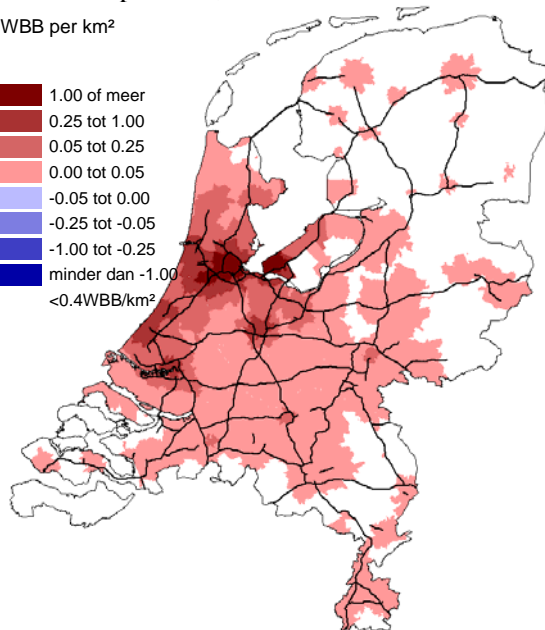 WBB per km²
1.00 of meer
0.25 tot 1.00
0.05 tot 0.25
0.00 tot 0.05
-0.05 tot 0.00
-0.25 tot -0.05
-1.00 tot -0.25
minder dan -1.00
<0.4WBB/km²